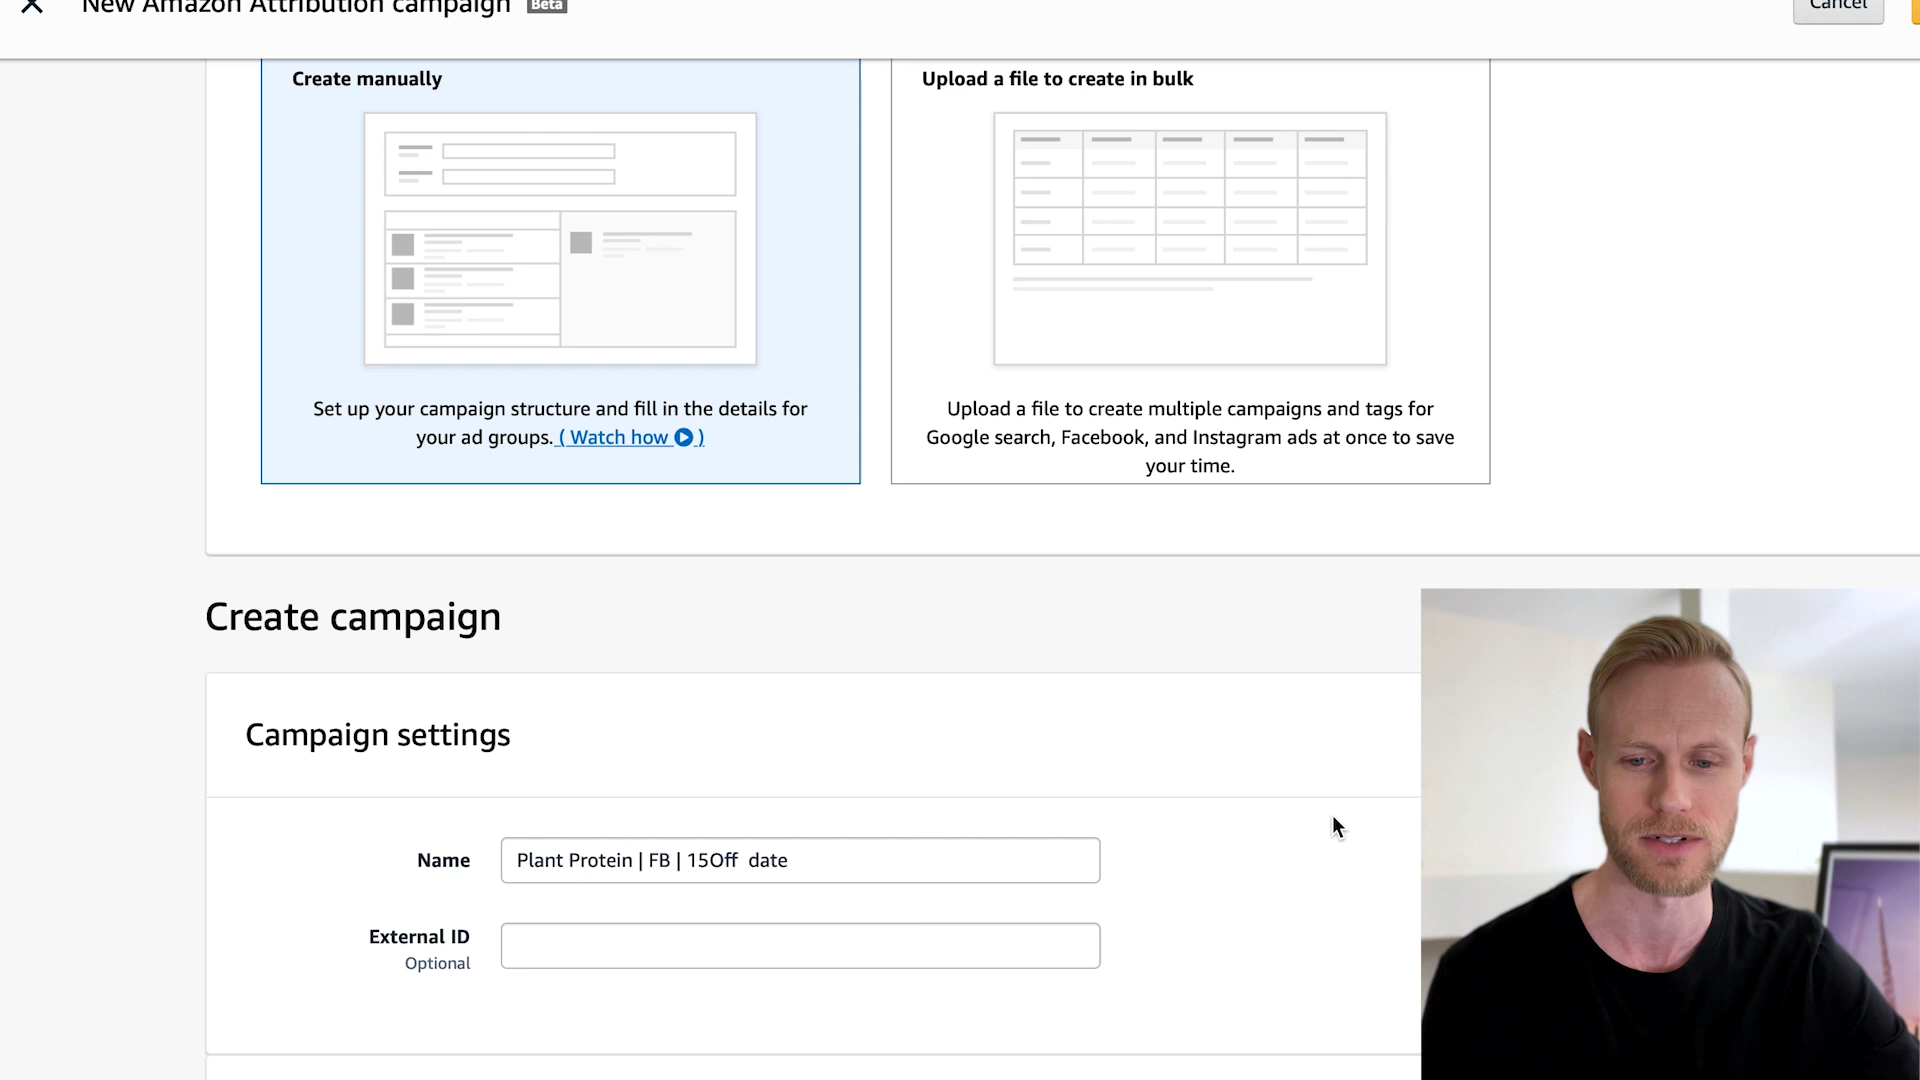 New Amazon Attribution campaign Beta
Cancel
Create manually
Upload a file to create in bulk
Set up your campaign structure and fill in the details for
your ad groups. ( Watch how )
Upload a file to create multiple campaigns and tags for
Google search, Facebook, and Instagram ads at once to save
your time.
Create campaign
Campaign settings
Name
Plant Protein | FB | 15Off  date
External ID
Optional